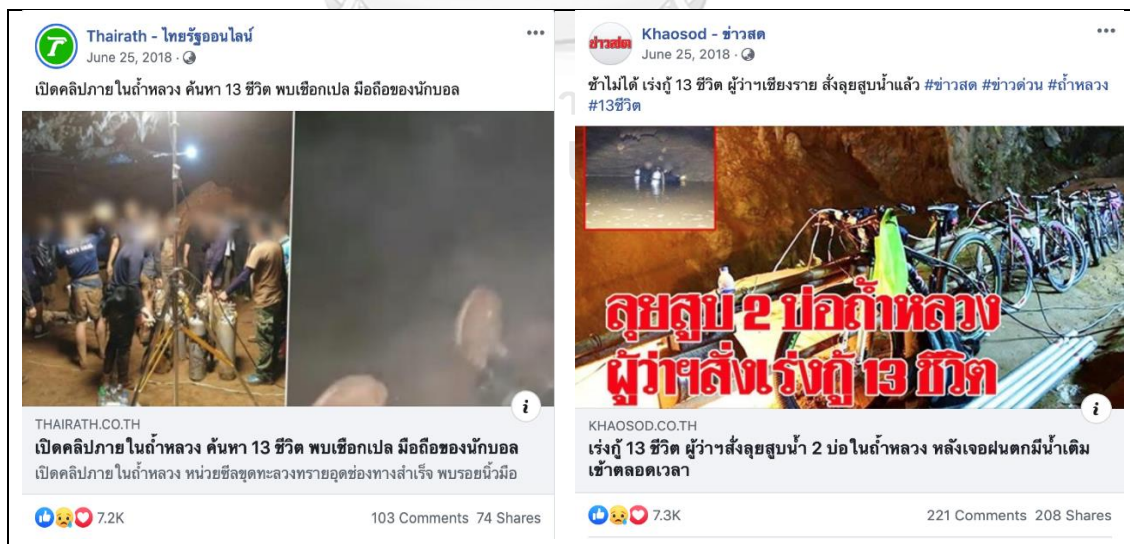 Thairath - ไทยรัฐออนไลน์
June 25, 2018
เปิดคลิปภายในถ้ำหลวง ค้นหา 13 ชีวิต พบเชือกเปล มือถือของนักบอล
THAIRATH.CO.TH
เปิดคลิปภายในถ้ำหลวง ค้นหา 13 ชีวิต พบเชือกเปล มือถือของนักบอล
เปิดคลิปภายในถ้ำหลวง หน่วยซีลขุดทะลวงทรายอุดช่องทางสำเร็จ พบรอยนิ้วมือ
7.2K
103 Comments 74 Shares
ข่าวสด
Khaosod - ข่าวสด
June 25, 2018
ช้าไม่ได้ เร่งกู้ 13 ชีวิต ผู้ว่าฯเชียงราย สั่งลุยสูบน้ำแล้ว #ข่าวสด #ข่าวด่วน #ถ้ำหลวง
#13ชีวิต
ลุยสูบ 2 บ่อถ้ำหลวง
ผู้ว่าฯสั่งเร่งกู้ 13 ชีวิต
KHAOSOD.CO.TH
เร่งกู้ 13 ชีวิต ผู้ว่าฯสั่งลุยสูบน้ำ 2 บ่อในถ้ำหลวง หลังเจอฝนตกมีน้ำเติม
เข้าตลอดเวลา
7.3K
221 Comments 208 Shares